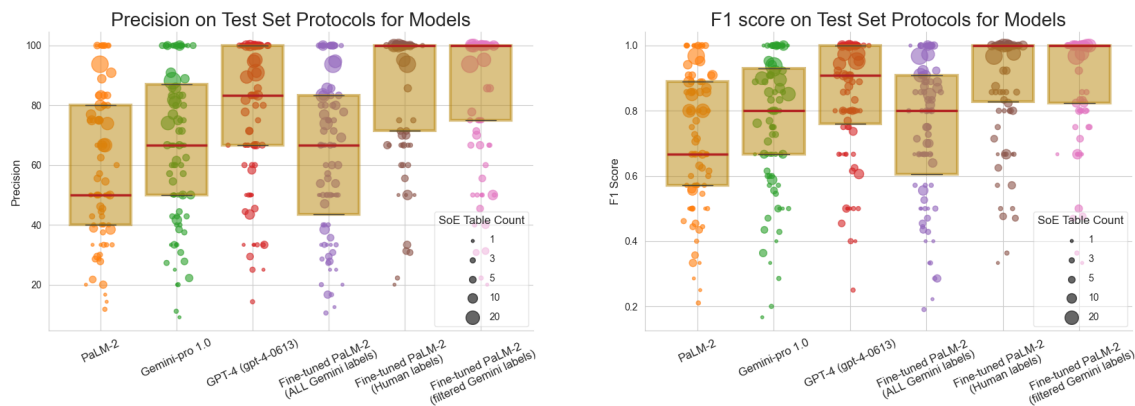 Precision on Test Set Protocols for Models
Precision
100
80
60
40
20
SoE Table Count
1
3
5
10
20
PaLM-2
Gemini-pro 1.0
GPT-4 (gpt-4-0613)
Fine-tuned PaLM-2
(ALL Gemini labels)
Fine-tuned PaLM-2
(Human labels)
Fine-tuned PaLM-2
(filtered Gemini labels)
F1 score on Test Set Protocols for Models
F1 Score
1.0
0.8
0.6
0.4
0.2
SoE Table Count
1
3
5
10
20
PaLM-2
Gemini-pro 1.0
GPT-4 (gpt-4-0613)
Fine-tuned PaLM-2
(ALL Gemini labels)
Fine-tuned PaLM-2
(Human labels)
Fine-tuned PaLM-2
(filtered Gemini labels)